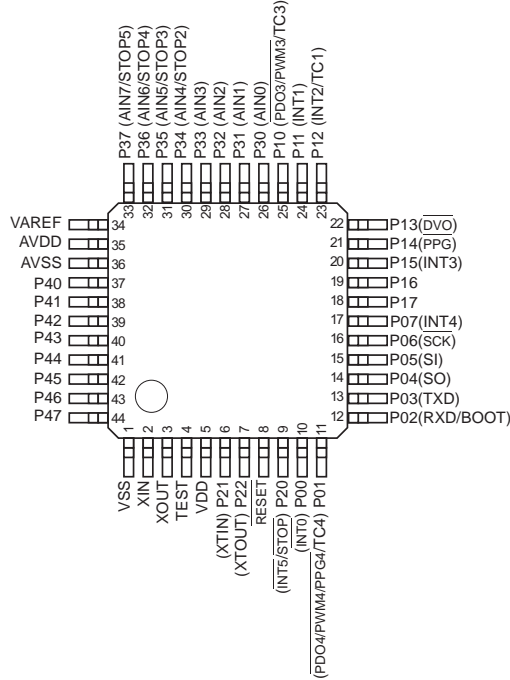 P37 (AIN7/STOP5)
P36 (AIN6/STOP4)
P35 (AIN5/STOP3)
P34 (AIN4/STOP2)
P33 (AIN3)
P32 (AIN2)
P31 (AIN1)
P30 (AIN0)
P10 (PDO3/PWM3/TC3)
P11 (INT1)
P12 (INT2/TC1)
33
32
31
30
29
28
27
26
25
24
23
VAREF 34
AVDD 35
AVSS 36
P40 37
P41 38
P42 39
P43 40
P44 41
P45 42
P46 43
P47 44
22 P13(DVO)
21 P14(PPG)
20 P15(INT3)
19 P16
18 P17
17 P07(INT4)
16 P06(SCK)
15 P05(SI)
14 P04(SO)
13 P03(TXD)
12 P02(RXD/BOOT)
1
2
3
4
5
6
7
8
9
10
11
VSS
XIN
XOUT
TEST
VDD
(XTIN) P21
(XTOUT) P22
RESET
(INT5/STOP) P20
(INT0) P00
(PDO4/PWM4/PPG4/TC4) P01